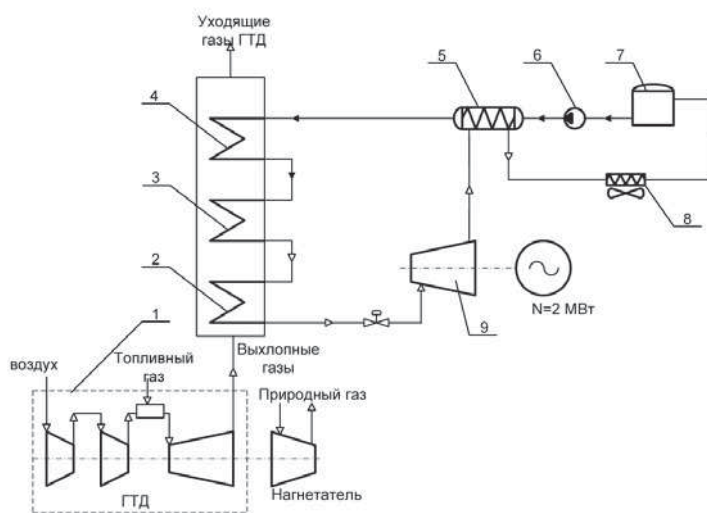 Уходящие
газы ГТД
4
3
2
1
5
6
7
8
9
N=2 МВт
Выхлопные
газы
Топливный
газ
воздух
Природный газ
ГТД
Нагнетатель